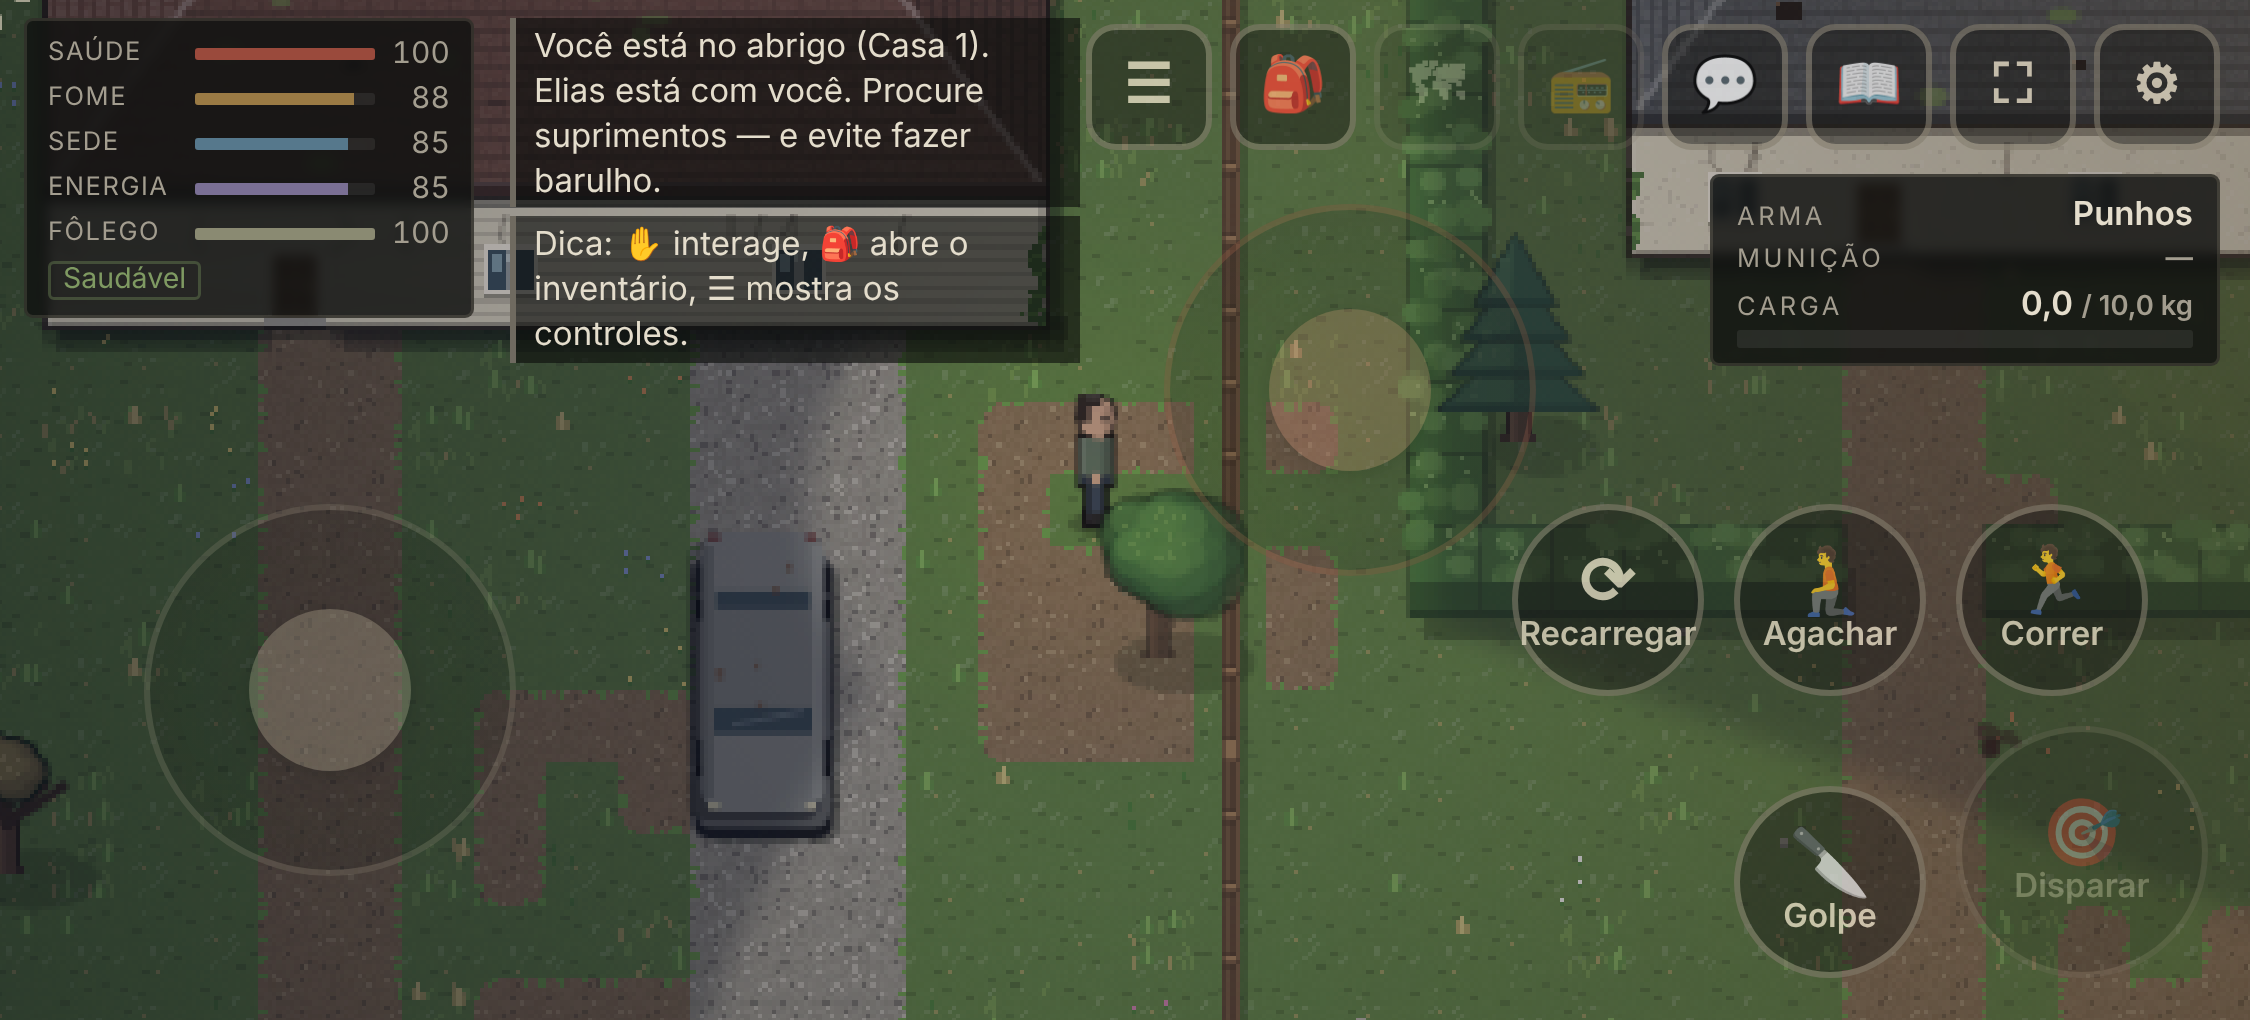 SAÚDE 100
FOME 88
SEDE 85
ENERGIA 85
FÔLEGO 100
Saudável
Você está no abrigo (Casa 1).
Elias está com você. Procure
suprimentos — e evite fazer
barulho.
Dica: ✋ interage, 🎒 abre o
inventário, ☰ mostra os
controles.
ARMA Punhos
MUNIÇÃO —
CARGA 0,0 / 10,0 kg
Recarregar
Agachar
Correr
Golpe
Disparar